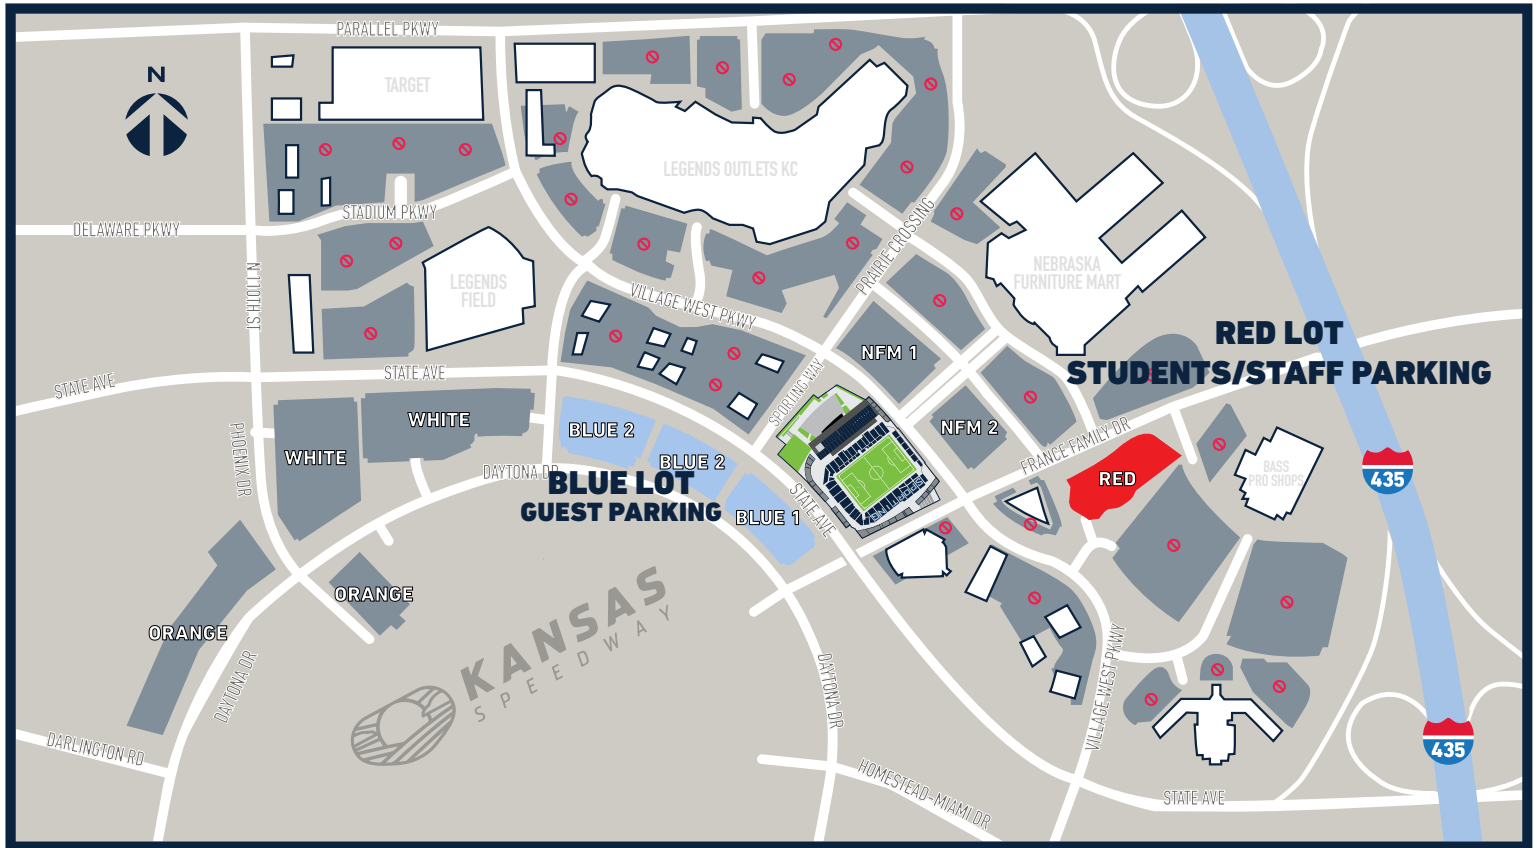 PARALLEL PKWY
N
TARGET
LEGENDS OUTLETS KC
STADIUM PKWY
DELAWARE PKWY
PRAIRIE CROSSING
N 110TH ST
LEGENDS
FIELD
NEBRASKA
FURNITURE MART
VILLAGE WEST PKWY
RED LOT
STUDENTS/STAFF PARKING
NFM 1
STATE AVE
STATE AVE
SPORTING WAY
WHITE
BLUE 2
NFM 2
FRANCE FAMILY DR
WHITE
PHOENIX DR
BLUE 2
DAYTONA DR
RED
BASS
PRO SHOPS
435
BLUE LOT
GUEST PARKING
BLUE 1
STATE AVE
SPORTING
ORANGE
ORANGE
KANSAS
SPEEDWAY
DAYTONA DR
DAYTONA DR
VILLAGE WEST PKWY
DARLINGTON RD
435
HOMESTEAD-MIAMI DR
STATE AVE